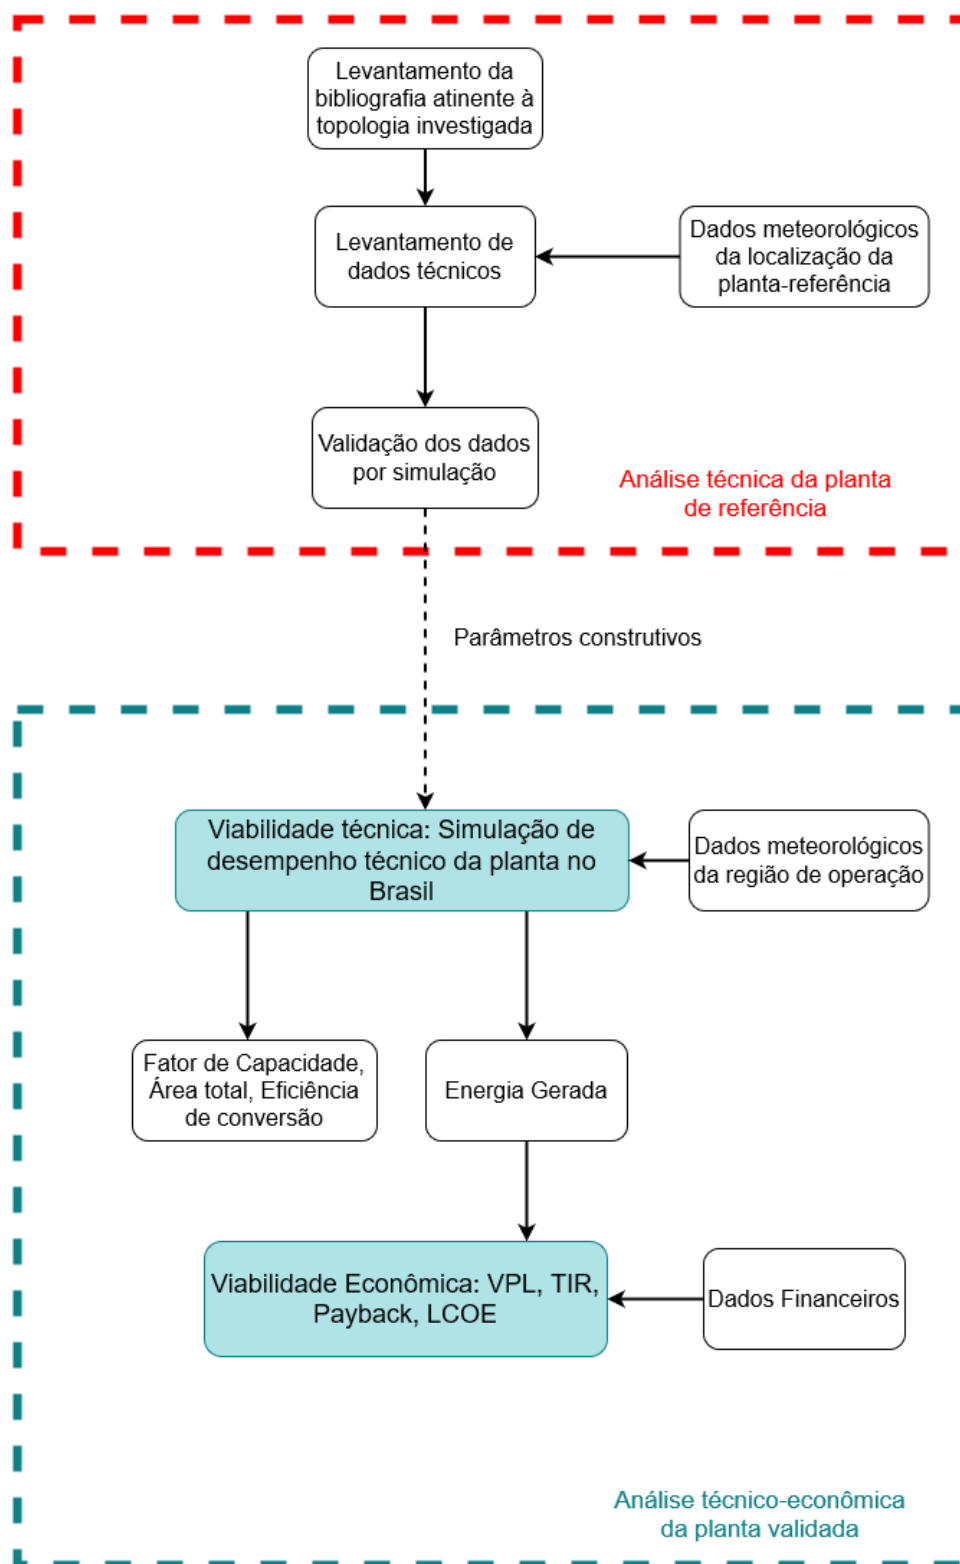 Levantamento da
bibliografia atinente à
topologia investigada
Levantamento de
dados técnicos
Dados meteorológicos
da localização da
planta-referência
Validação dos dados
por simulação
Análise técnica da planta
de referência
Parâmetros construtivos
Viabilidade técnica: Simulação de
desempenho técnico da planta no
Brasil
Dados meteorológicos
da região de operação
Fator de Capacidade,
Área total, Eficiência
de conversão
Energia Gerada
Viabilidade Econômica: VPL, TIR,
Payback, LCOE
Dados Financeiros
Análise técnico-econômica
da planta validada